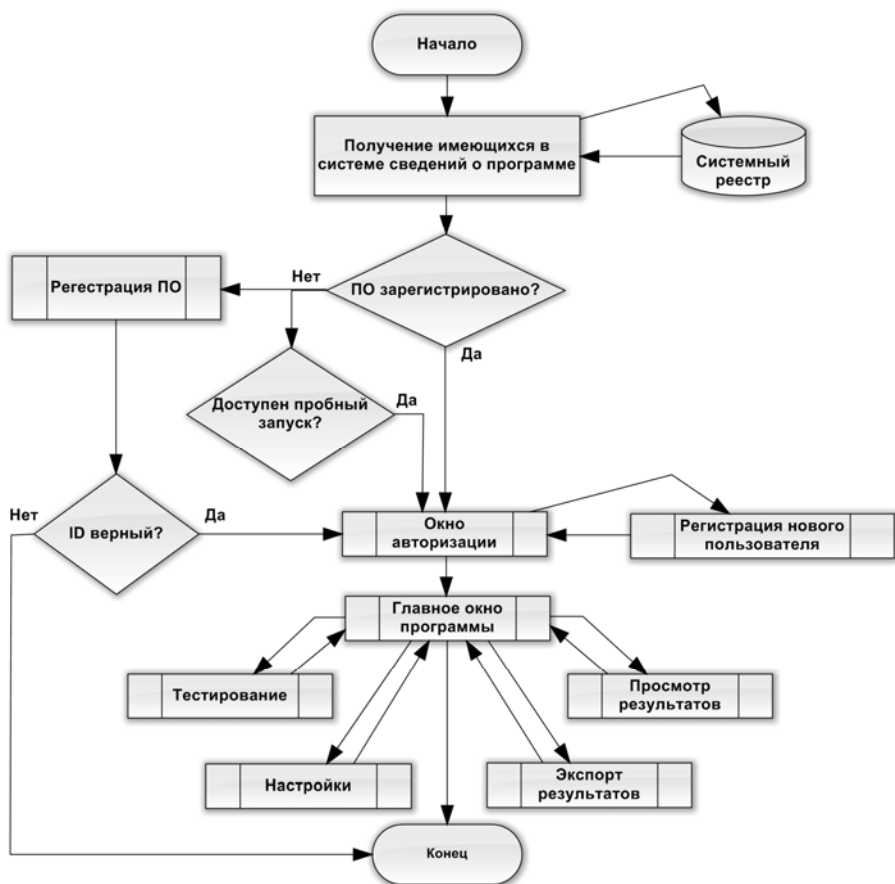 Начало
Получение имеющихся в
системе сведений о программе
Системный
реестр
Регестрация ПО
Нет
ПО зарегистрировано?
Да
Доступен пробный
запуск?
Да
Нет
ID верный?
Да
Окно
авторизации
Регистрация нового
пользователя
Главное окно
программы
Тестирование
Просмотр
результатов
Настройки
Экспорт
результатов
Конец